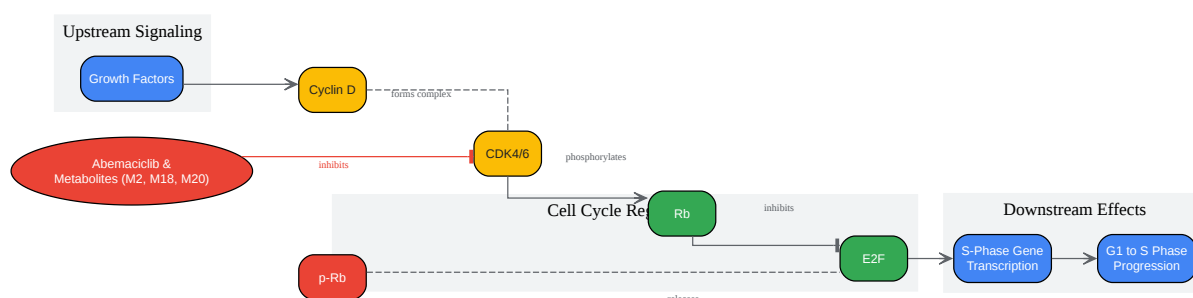 Upstream Signaling
Growth Factors
Cyclin D
forms complex
CDK4/6
phosphorylates
Abemaciclib &
Metabolites (M2, M18, M20)
inhibits
Cell Cycle
Rb
inhibits
Downstream Effects
E2F
S-Phase Gene
Transcription
G1 to S Phase
Progression
p-Rb